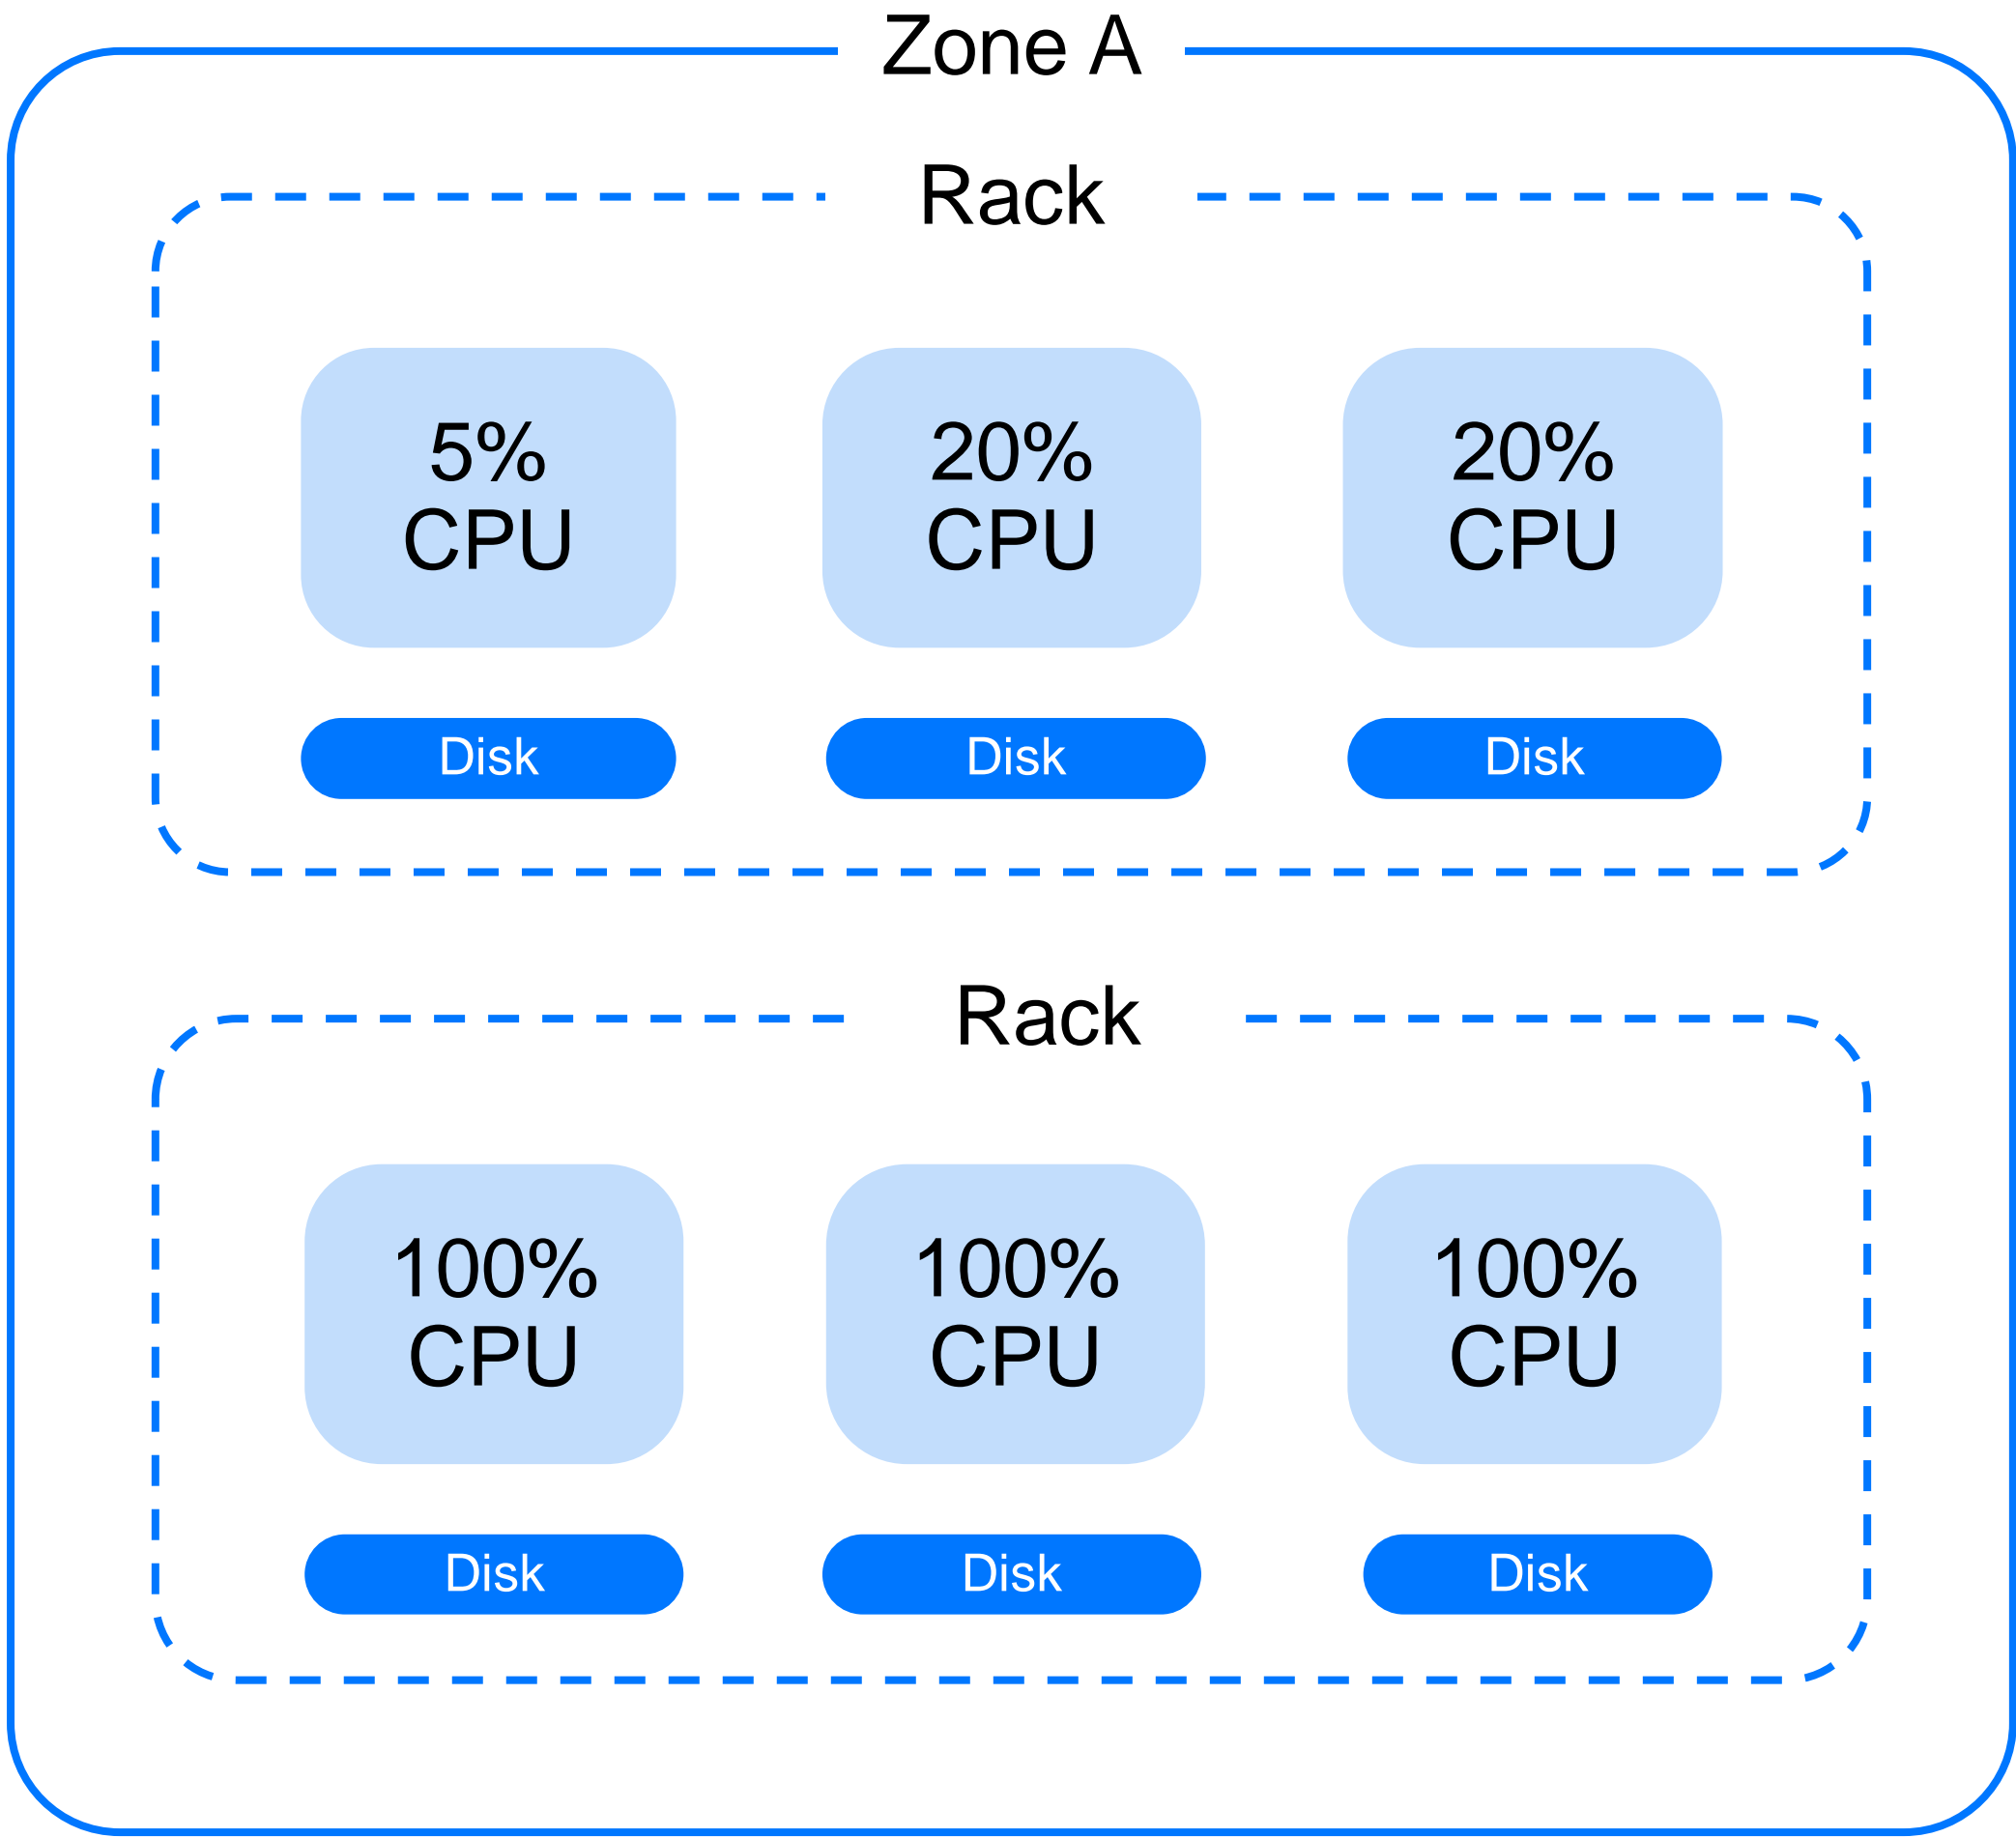 Zone A
Rack
5%
CPU
20%
CPU
20%
CPU
Disk
Disk
Disk
Rack
100%
CPU
100%
CPU
100%
CPU
Disk
Disk
Disk